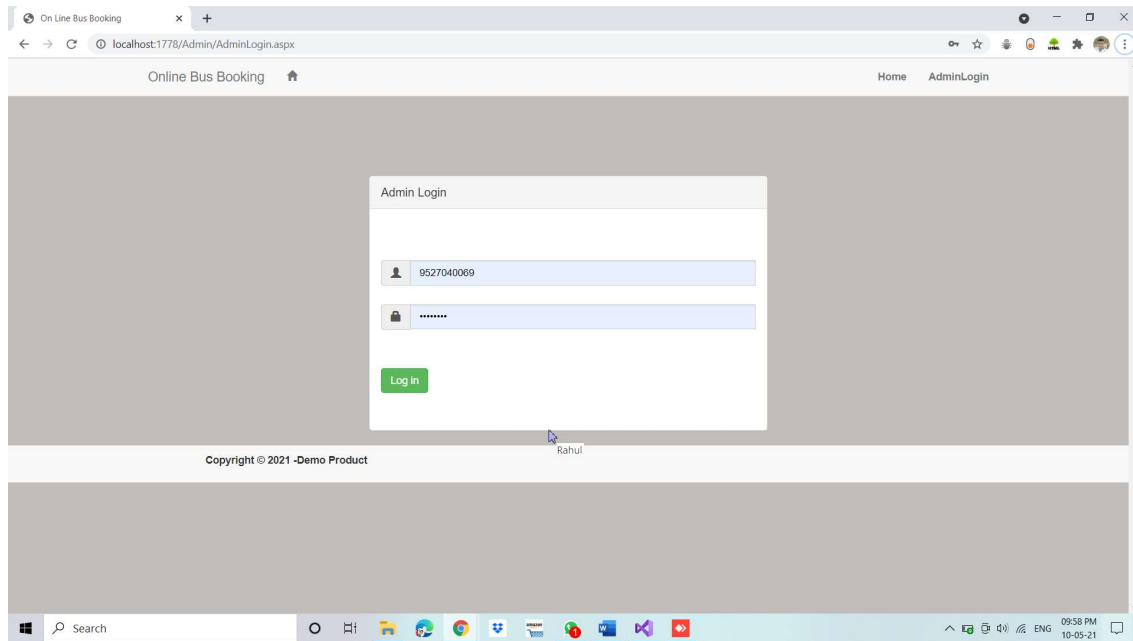 On Line Bus Booking
localhost:1778/Admin/AdminLogin.aspx
Online Bus Booking Home AdminLogin
Admin Login
9527040069
••••••••
Log in
Rahul
Copyright © 2021 -Demo Product
Search
ENG
09:58 PM
10-05-21